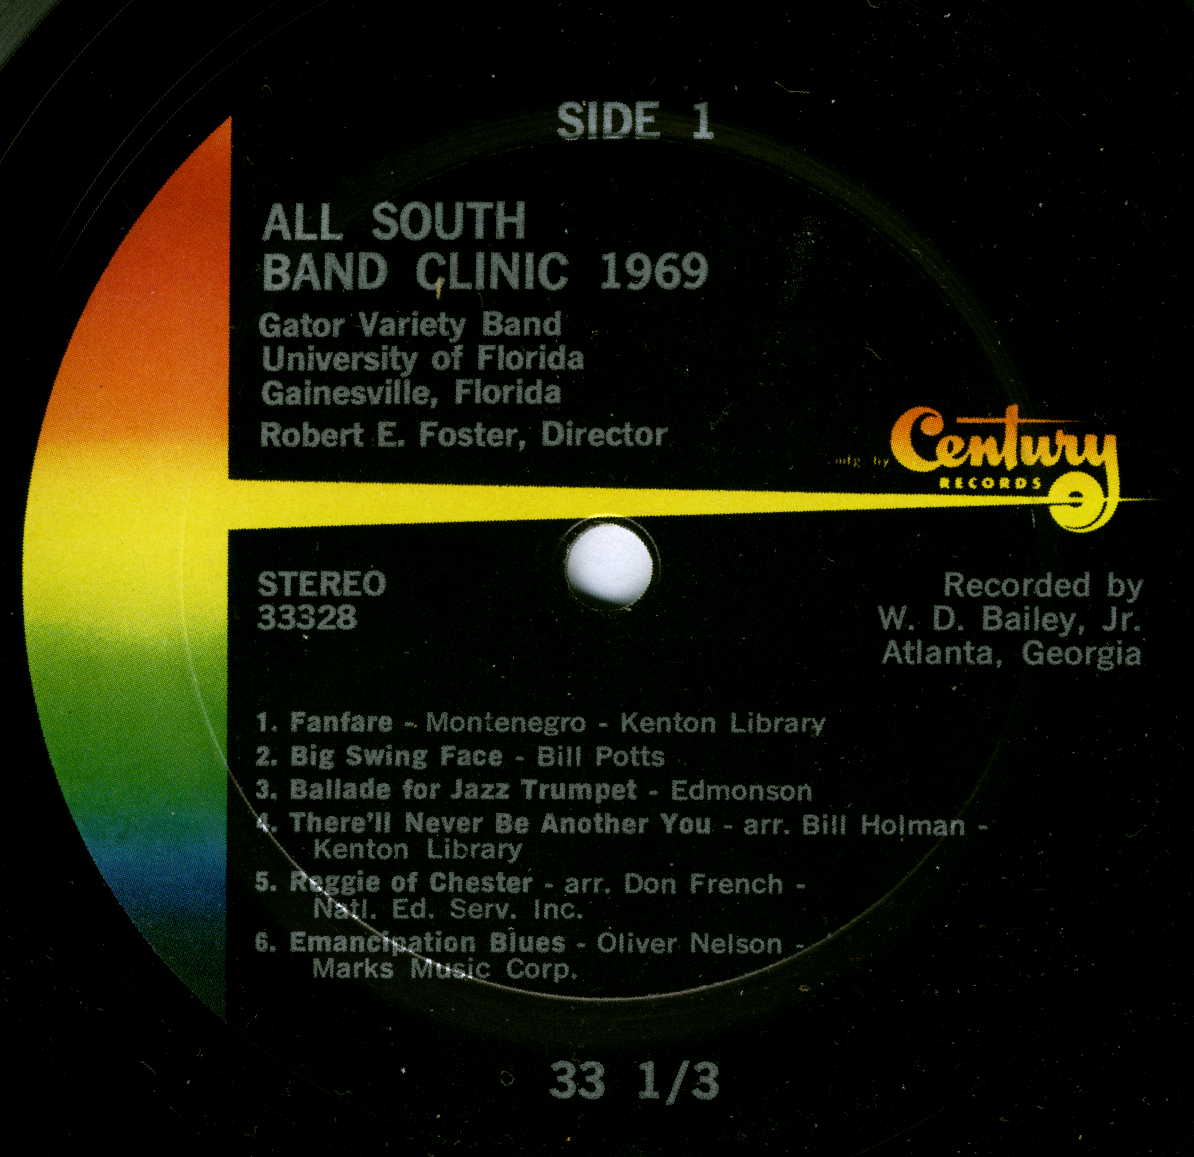 SIDE 1
ALL SOUTH
BAND CLINIC 1969
Gator Variety Band
University of Florida
Gainesville, Florida
Robert E. Foster, Director
mfg. by Century
RECORDS
STEREO
33328
Recorded by
W. D. Bailey, Jr.
Atlanta, Georgia
1. Fanfare - Montenegro - Kenton Library
2. Big Swing Face - Bill Potts
3. Ballade for Jazz Trumpet - Edmonson
4. There'll Never Be Another You - arr. Bill Holman -
Kenton Library
5. Reggie of Chester - arr. Don French -
Natl. Ed. Serv. Inc.
6. Emancipation Blues - Oliver Nelson -
Marks Music Corp.
33 1/3